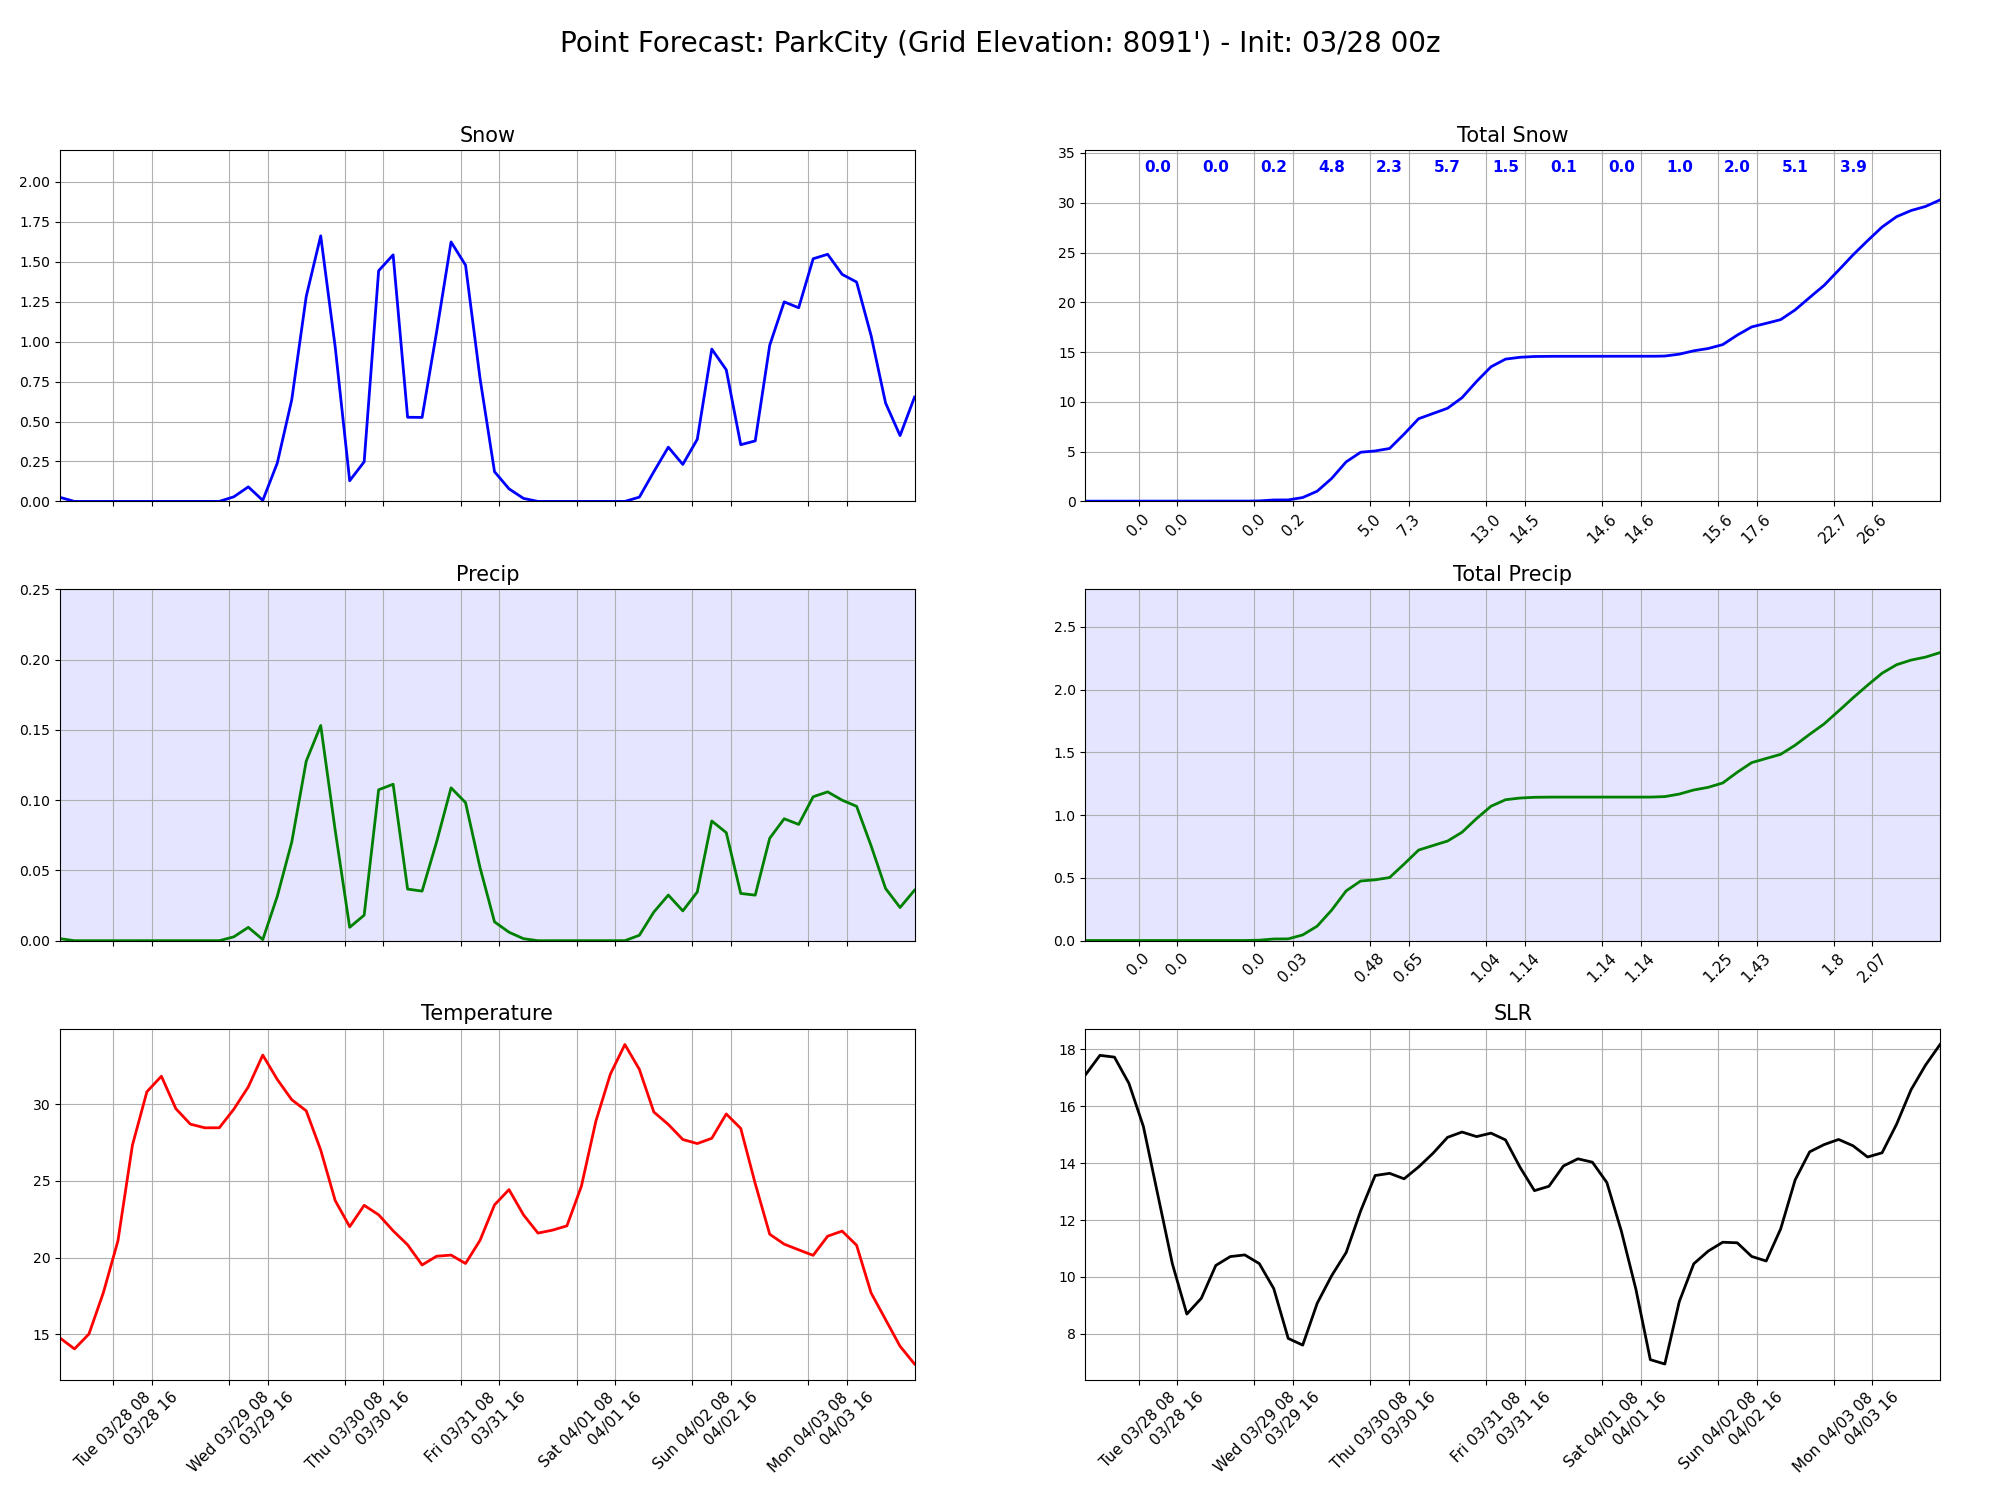 Point Forecast: ParkCity (Grid Elevation: 8091') - Init: 03/28 00z
Snow
2.00
1.75
1.50
1.25
1.00
0.75
0.50
0.25
0.00
Total Snow
0.0 0.0 0.2 4.8 2.3 5.7 1.5 0.1 0.0 1.0 2.0 5.1 3.9
35
30
25
20
15
10
5
0
0.0 0.0 0.0 0.2 5.0 7.3 13.0 14.5 14.6 14.6 15.6 17.6 22.7 26.6
Precip
0.25
0.20
0.15
0.10
0.05
0.00
Total Precip
2.5
2.0
1.5
1.0
0.5
0.0
0.0 0.0 0.0 0.03 0.48 0.65 1.04 1.14 1.14 1.14 1.25 1.43 1.8 2.07
Temperature
30
25
20
15
Tue 03/28 08
03/28 16
Wed 03/29 08
03/29 16
Thu 03/30 08
03/30 16
Fri 03/31 08
03/31 16
Sat 04/01 08
04/01 16
Sun 04/02 08
04/02 16
Mon 04/03 08
04/03 16
SLR
18
16
14
12
10
8
Tue 03/28 08
03/28 16
Wed 03/29 08
03/29 16
Thu 03/30 08
03/30 16
Fri 03/31 08
03/31 16
Sat 04/01 08
04/01 16
Sun 04/02 08
04/02 16
Mon 04/03 08
04/03 16